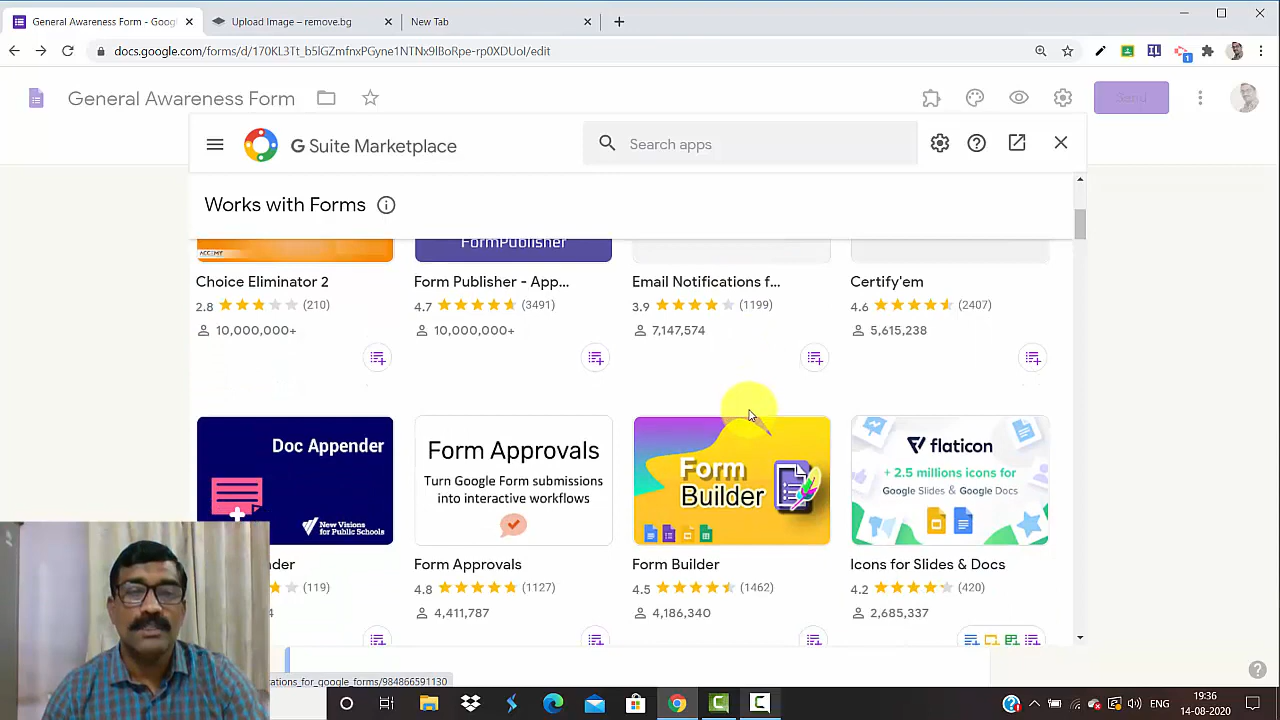 General Awareness Form - Goog
Upload Image – remove.bg
New Tab
docs.google.com/forms/d/170KL3Tt_b5lGZmfnxPGyne1NTNx9lBoRpe-rp0XDUoI/edit
General Awareness Form
Send
G Suite Marketplace
Search apps
Works with Forms
ACCEMY
FormPublisher
Choice Eliminator 2
Form Publisher - App...
Email Notifications f...
Certify'em
2.8 (210)
4.7 (3491)
3.9 (1199)
4.6 (2407)
10,000,000+
10,000,000+
7,147,574
5,615,238
Doc Appender
New Visions
for Public Schools
Form Approvals
Turn Google Form submissions
into interactive workflows
Form
Builder
flaticon
+ 2.5 millions icons for
Google Slides & Google Docs
nder
Form Approvals
Form Builder
Icons for Slides & Docs
(119)
4.8 (1127)
4.5 (1462)
4.2 (420)
4,411,787
4,186,340
2,685,337
ations_for_google_forms/984866591130
1
IL
ENG
19:36
14-08-2020